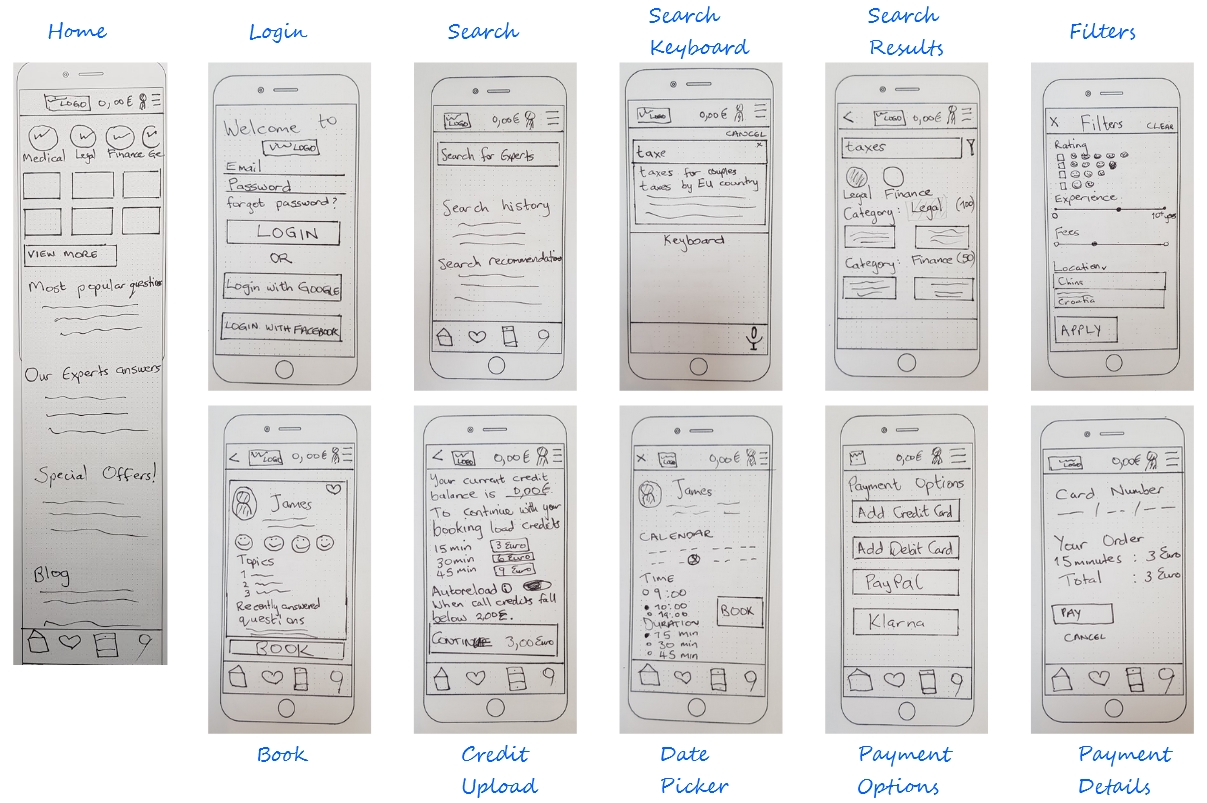 Home
LOGO 0,00€
Medical Legal Finance Ge
VIEW MORE
Most popular question
Our Experts answers
Special Offers!
Blog
Login
Welcome to
LOGO
Email
Password
forget password?
LOGIN
OR
Login with GOOGLE
LOGIN WITH FACEBOOK
Search
LOGO 0,00€
Search for Experts
Search history
Search recommendation
Search
Keyboard
LOGO 0,00€
CANCEL
taxe x
taxes for couples
taxes by EU country
Keyboard
Search
Results
< LOGO 0,00€
taxes
Legal Finance
Category: Legal (100)
Category: Finance (50)
Filters
X Filters CLEAR
Rating
Experience
0 10+ yrs
Fees
Location
China
Croatia
APPLY
< LOGO 0,00€
James
Topics
1
2
3
Recently answered
questions
BOOK
Book
< LOGO 0,00€
Your current credit
balance is 0,00€.
To continue with your
booking load credits
15 min 3 Euro
30 min 6 Euro
45 min 9 Euro
Autoreload
When call credits fall
below 2,00€.
CONTINUE 3,00 Euro
Credit
Upload
X LOGO 0,00€
James
CALENDAR
TIME
9:00
10:00
19:00
BOOK
DURATION
15 min
30 min
45 min
Date
Picker
0,00€
Payment Options
Add Credit Card
Add Debit Card
PayPal
Klarna
Payment
Options
LOGO 0,00€
Card Number
/ /
Your Order
15 minutes : 3 Euro
Total : 3 Euro
PAY
CANCEL
Payment
Details